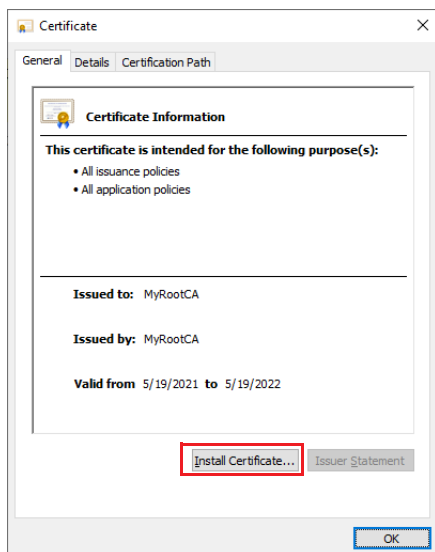 Certificate
General Details Certification Path
Certificate Information
This certificate is intended for the following purpose(s):
• All issuance policies
• All application policies
Issued to: MyRootCA
Issued by: MyRootCA
Valid from 5/19/2021 to 5/19/2022
Install Certificate... Issuer Statement
OK